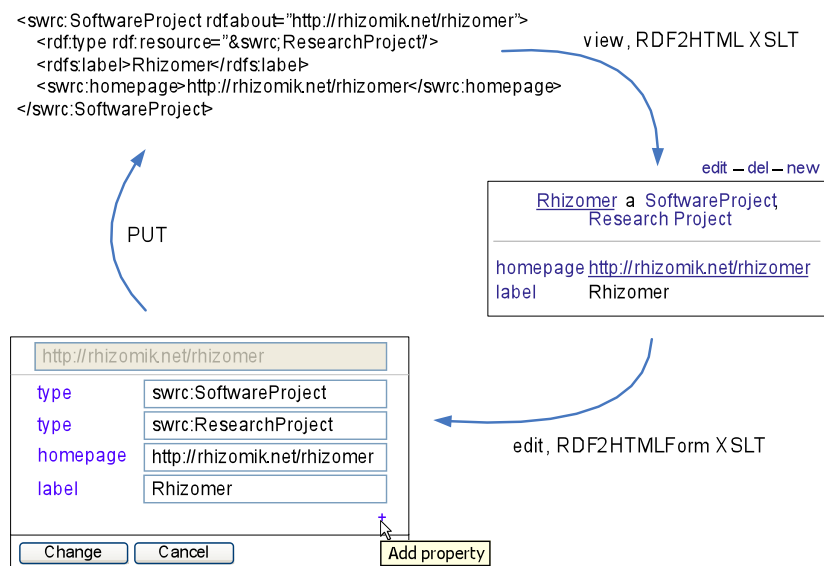 <swrc:SoftwareProject rdf:about="http://rhizomik.net/rhizomer">
<rdf:type rdf:resource="&swrc;ResearchProject"/>
<rdfs:label>Rhizomer</rdfs:label>
<swrc:homepage>http://rhizomik.net/rhizomer</swrc:homepage>
</swrc:SoftwareProject>
view, RDF2HTML XSLT
edit – del – new
Rhizomer a SoftwareProject,
Research Project
homepage http://rhizomik.net/rhizomer
label Rhizomer
PUT
http://rhizomik.net/rhizomer
type swrc:SoftwareProject
type swrc:ResearchProject
homepage http://rhizomik.net/rhizomer
label Rhizomer
+
Change Cancel
Add property
edit, RDF2HTMLForm XSLT